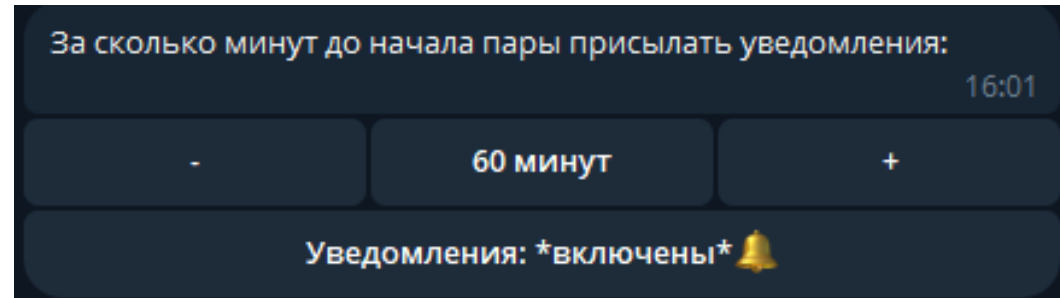 За сколько минут до начала пары присылать уведомления:
16:01
- 60 минут +
Уведомления: *включены*🔔